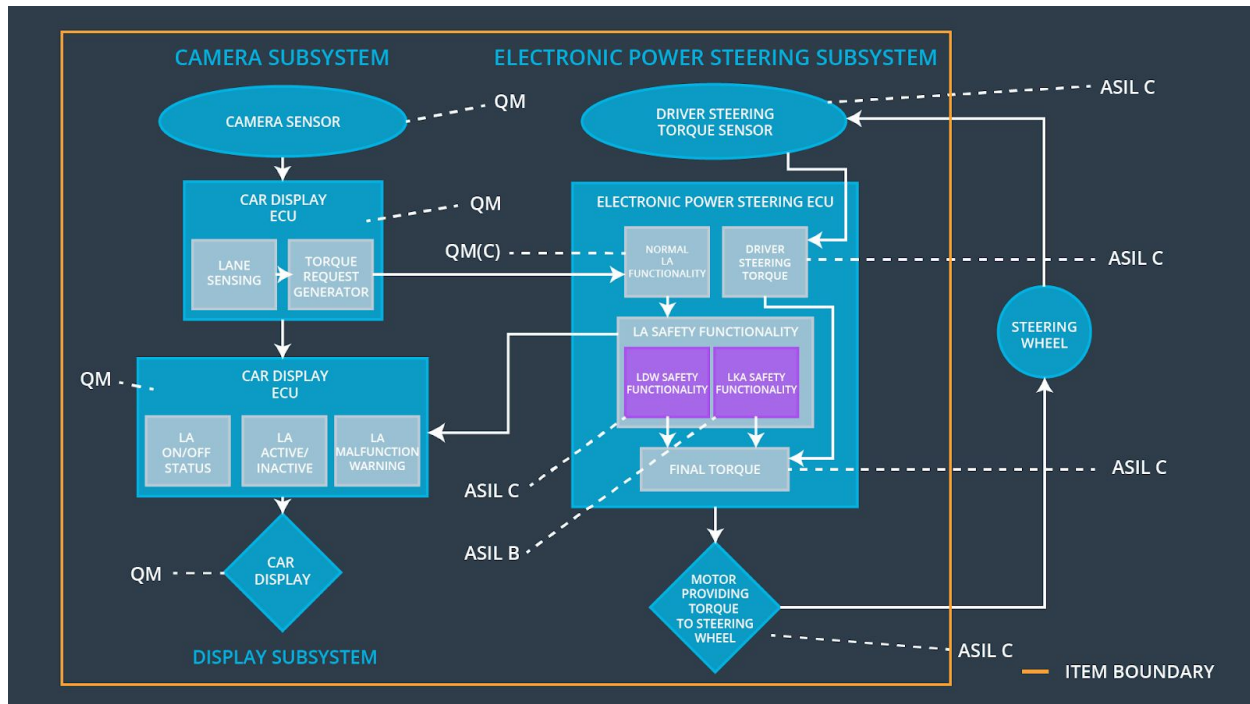 CAMERA SUBSYSTEM
ELECTRONIC POWER STEERING SUBSYSTEM
CAMERA SENSOR
QM
DRIVER STEERING
TORQUE SENSOR
ASIL C
CAR DISPLAY
ECU
QM
LANE
SENSING
TORQUE
REQUEST
GENERATOR
ELECTRONIC POWER STEERING ECU
QM(C)
NORMAL
LA
FUNCTIONALITY
DRIVER
STEERING
TORQUE
ASIL C
STEERING
WHEEL
LA SAFETY FUNCTIONALITY
LDW SAFETY
FUNCTIONALITY
LKA SAFETY
FUNCTIONALITY
QM
CAR DISPLAY
ECU
LA
ON/OFF
STATUS
LA
ACTIVE/
INACTIVE
LA
MALFUNCTION
WARNING
FINAL TORQUE
ASIL C
ASIL C
ASIL B
QM
CAR
DISPLAY
MOTOR
PROVIDING
TORQUE
TO STEERING
WHEEL
ASIL C
DISPLAY SUBSYSTEM
ITEM BOUNDARY